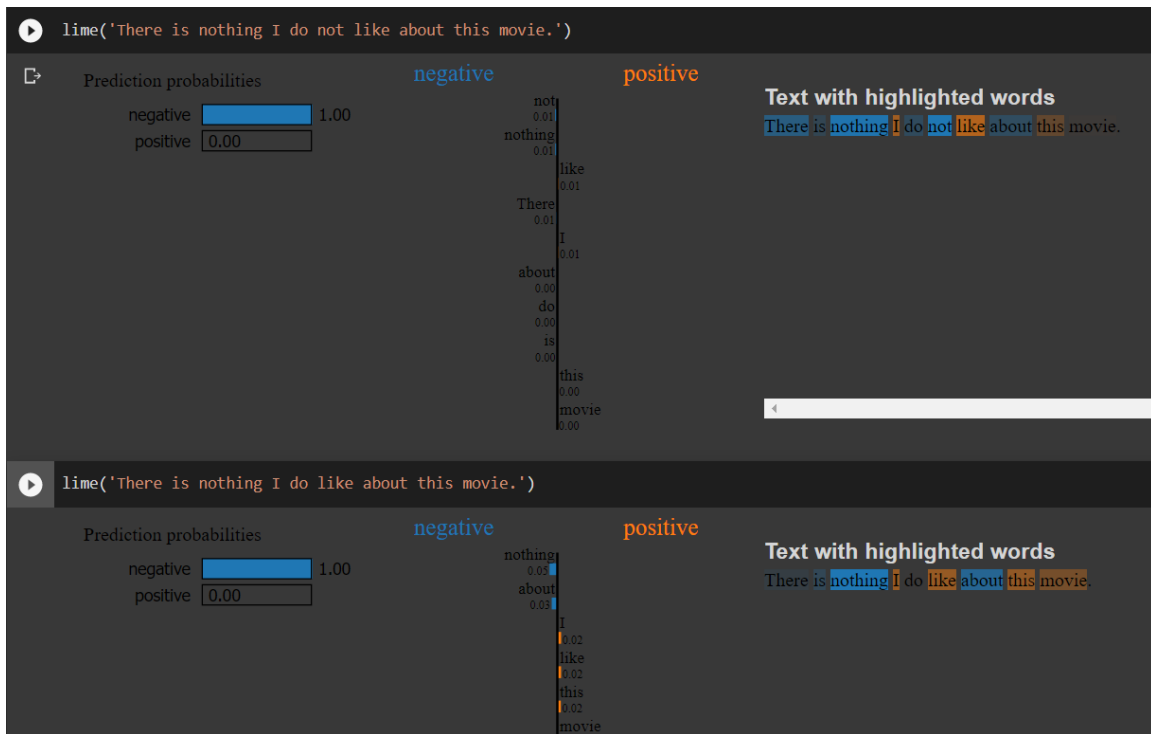 lime('There is nothing I do not like about this movie.')
Prediction probabilities
negative 1.00
positive 0.00
negative positive
not
0.01
nothing
0.01
like
0.01
There
0.01
I
0.01
about
0.00
do
0.00
is
0.00
this
0.00
movie
0.00
Text with highlighted words
There is nothing I do not like about this movie.
lime('There is nothing I do like about this movie.')
Prediction probabilities
negative 1.00
positive 0.00
negative positive
nothing
0.05
about
0.03
I
0.02
like
0.02
this
0.02
movie
Text with highlighted words
There is nothing I do like about this movie.